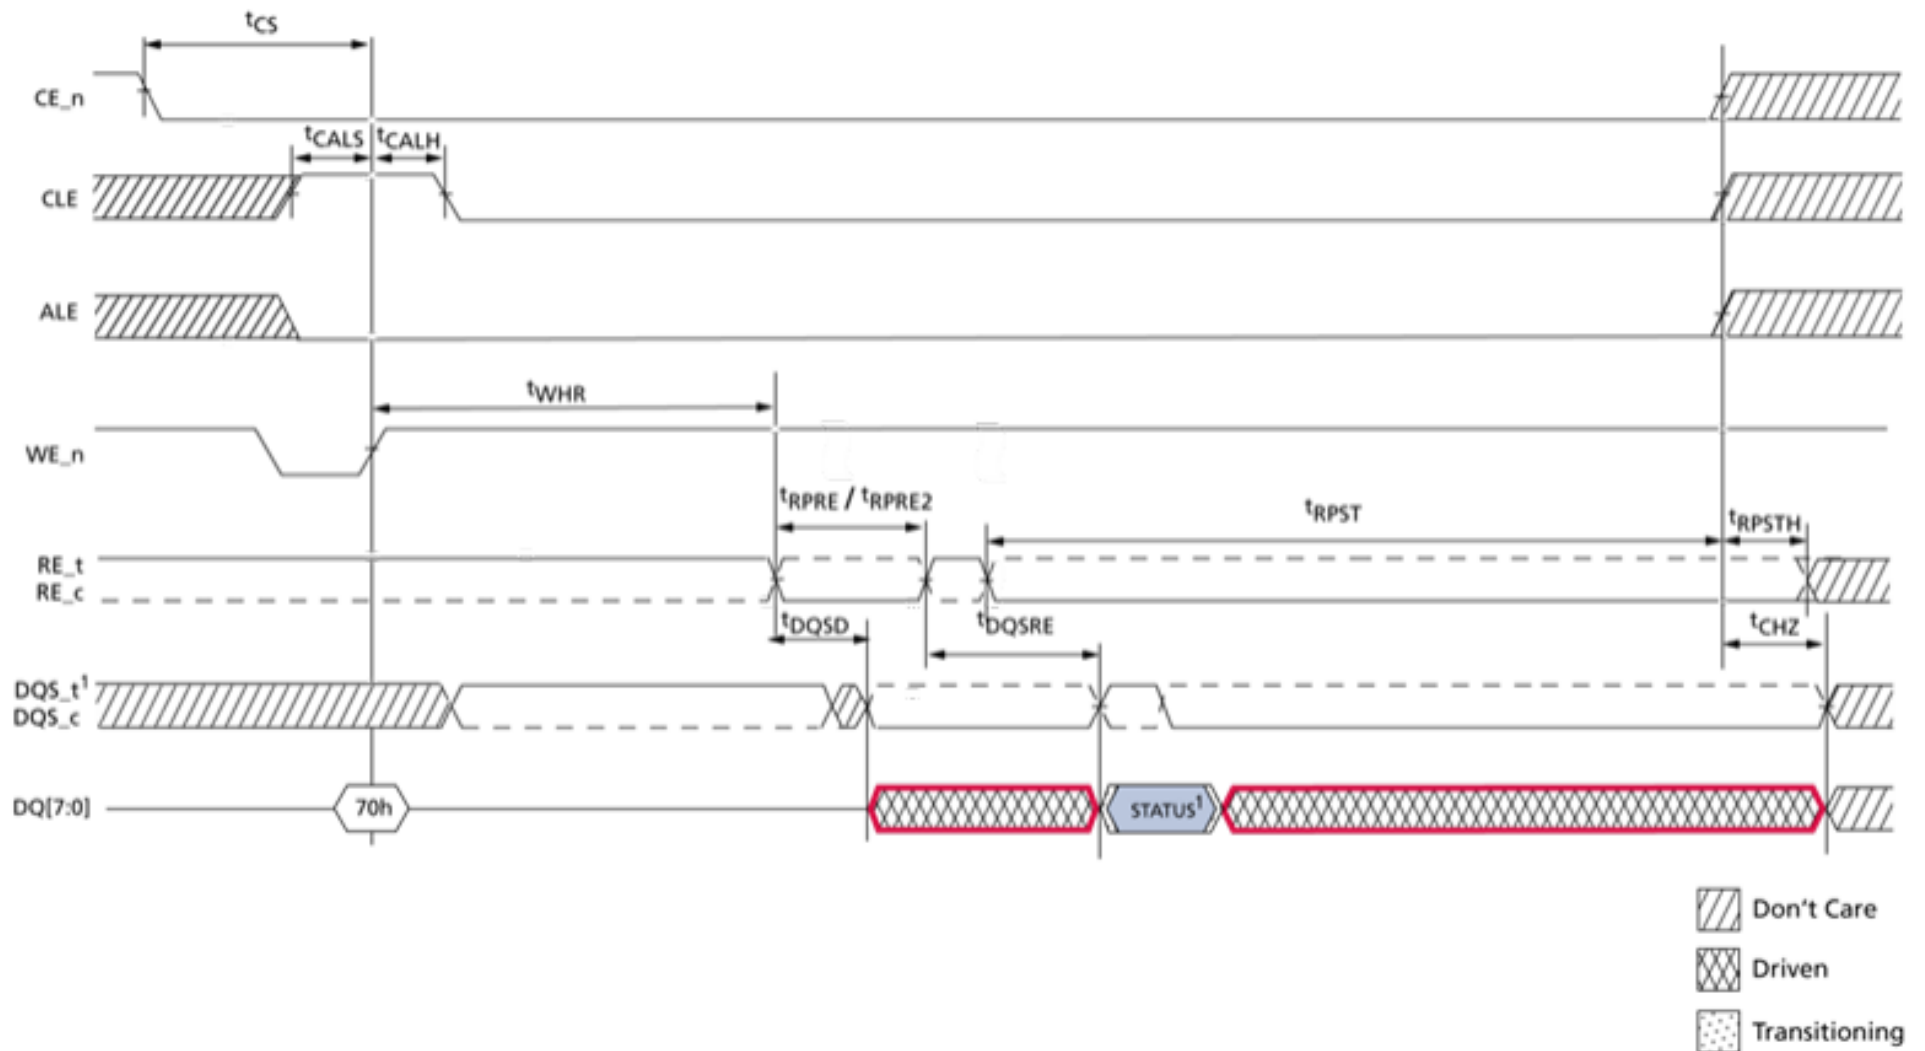 tCS
CE_n
tCALS tCALH
CLE
ALE
tWHR
WE_n
tRPRE / tRPRE2
tRPST
tRPSTH
RE_t
RE_c
tDQSD
tDQSRE
tCHZ
DQS_t1
DQS_c
DQ[7:0]
70h
STATUS1
Don't Care
Driven
Transitioning